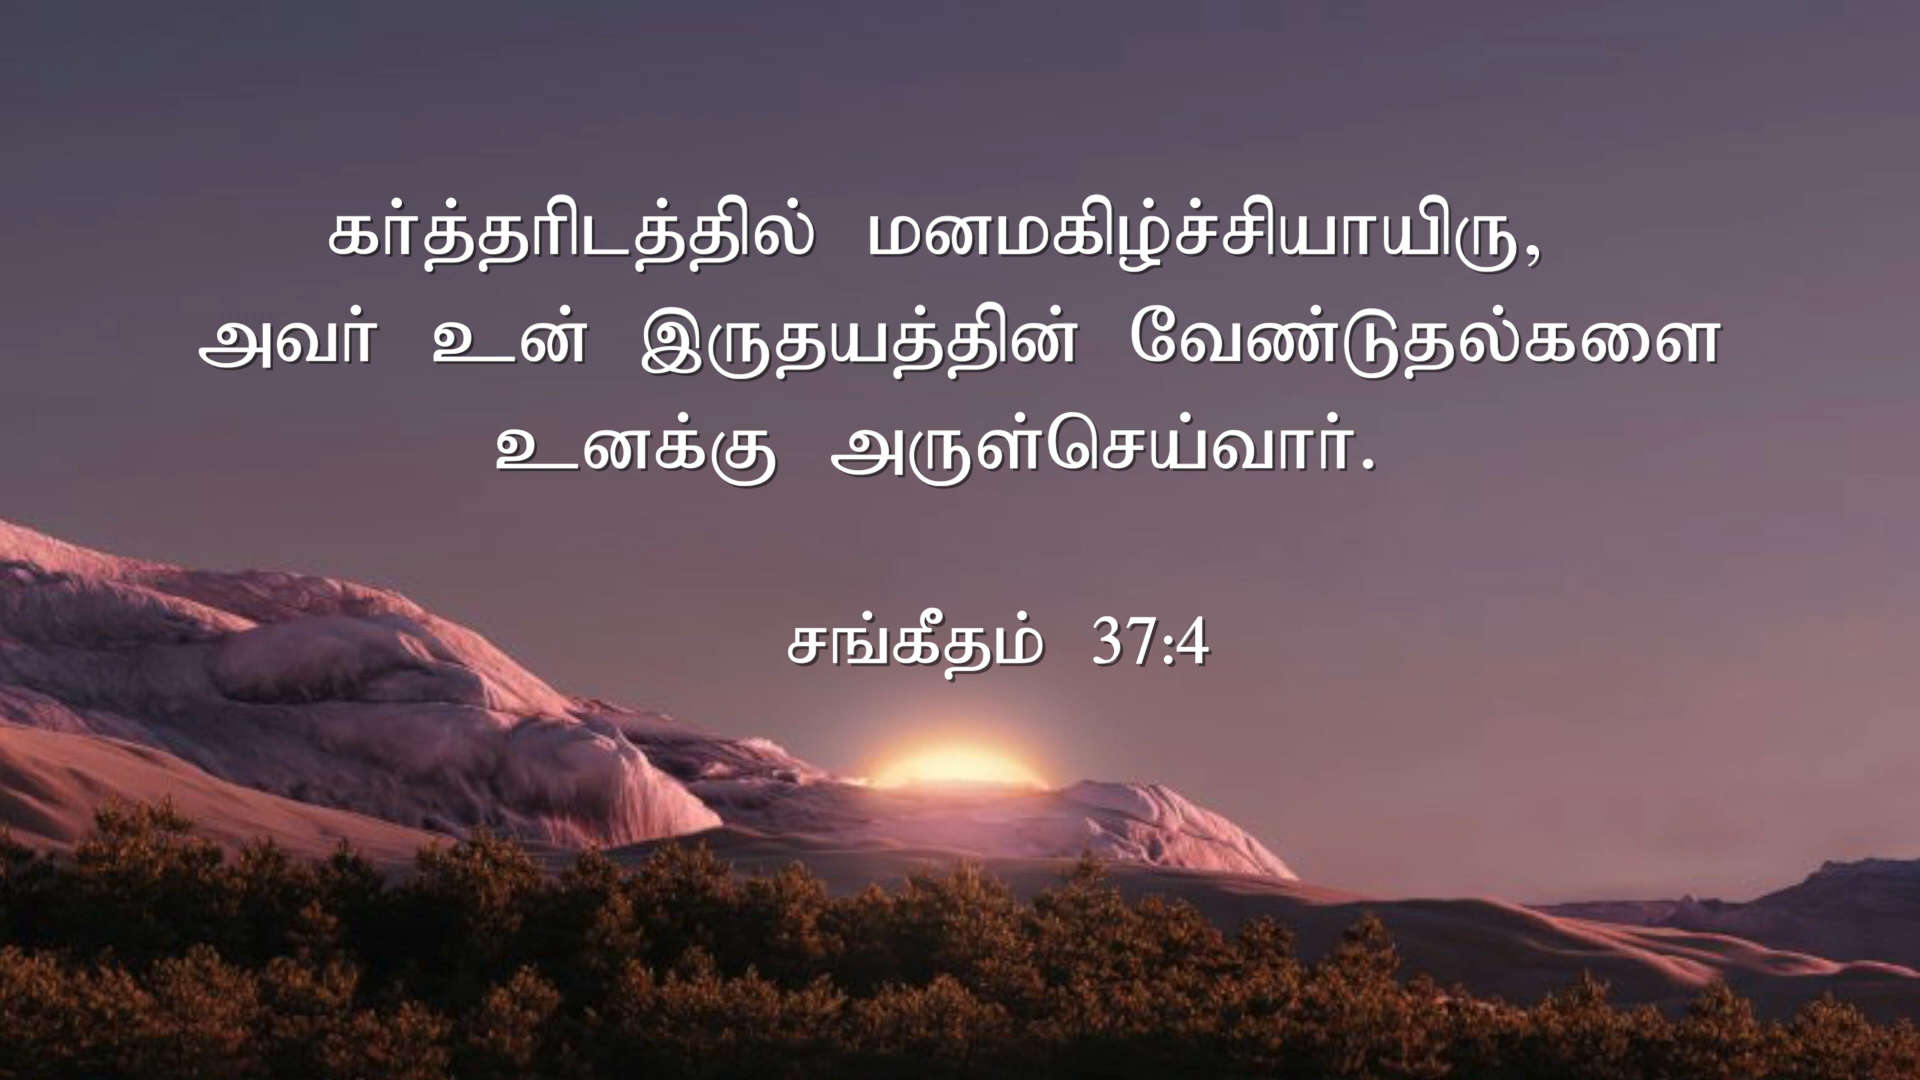 கர்த்தரிடத்தில் மனமகிழ்ச்சியாயிரு,
அவர் உன் இருதயத்தின் வேண்டுதல்களை
உனக்கு அருள்செய்வார்.
சங்கீதம் 37:4